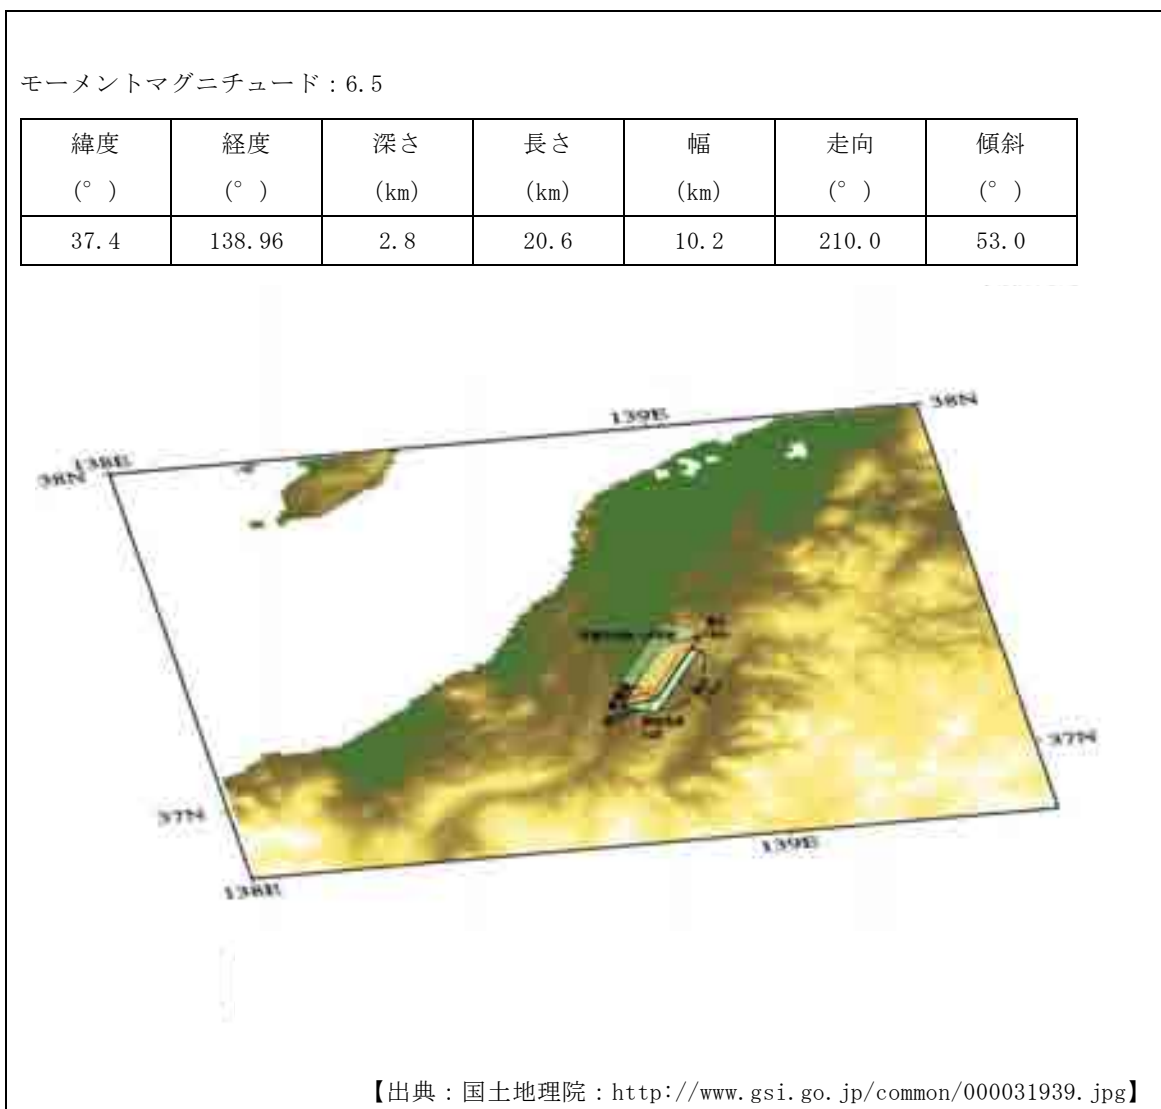 モーメントマグニチュード：6.5
緯度 経度 深さ 長さ 幅 走向 傾斜
(°) (°) (km) (km) (km) (°) (°)
37.4 138.96 2.8 20.6 10.2 210.0 53.0
139E 38N
38N 138E
37N
37N
139E
138E
【出典：国土地理院：http://www.gsi.go.jp/common/000031939.jpg】